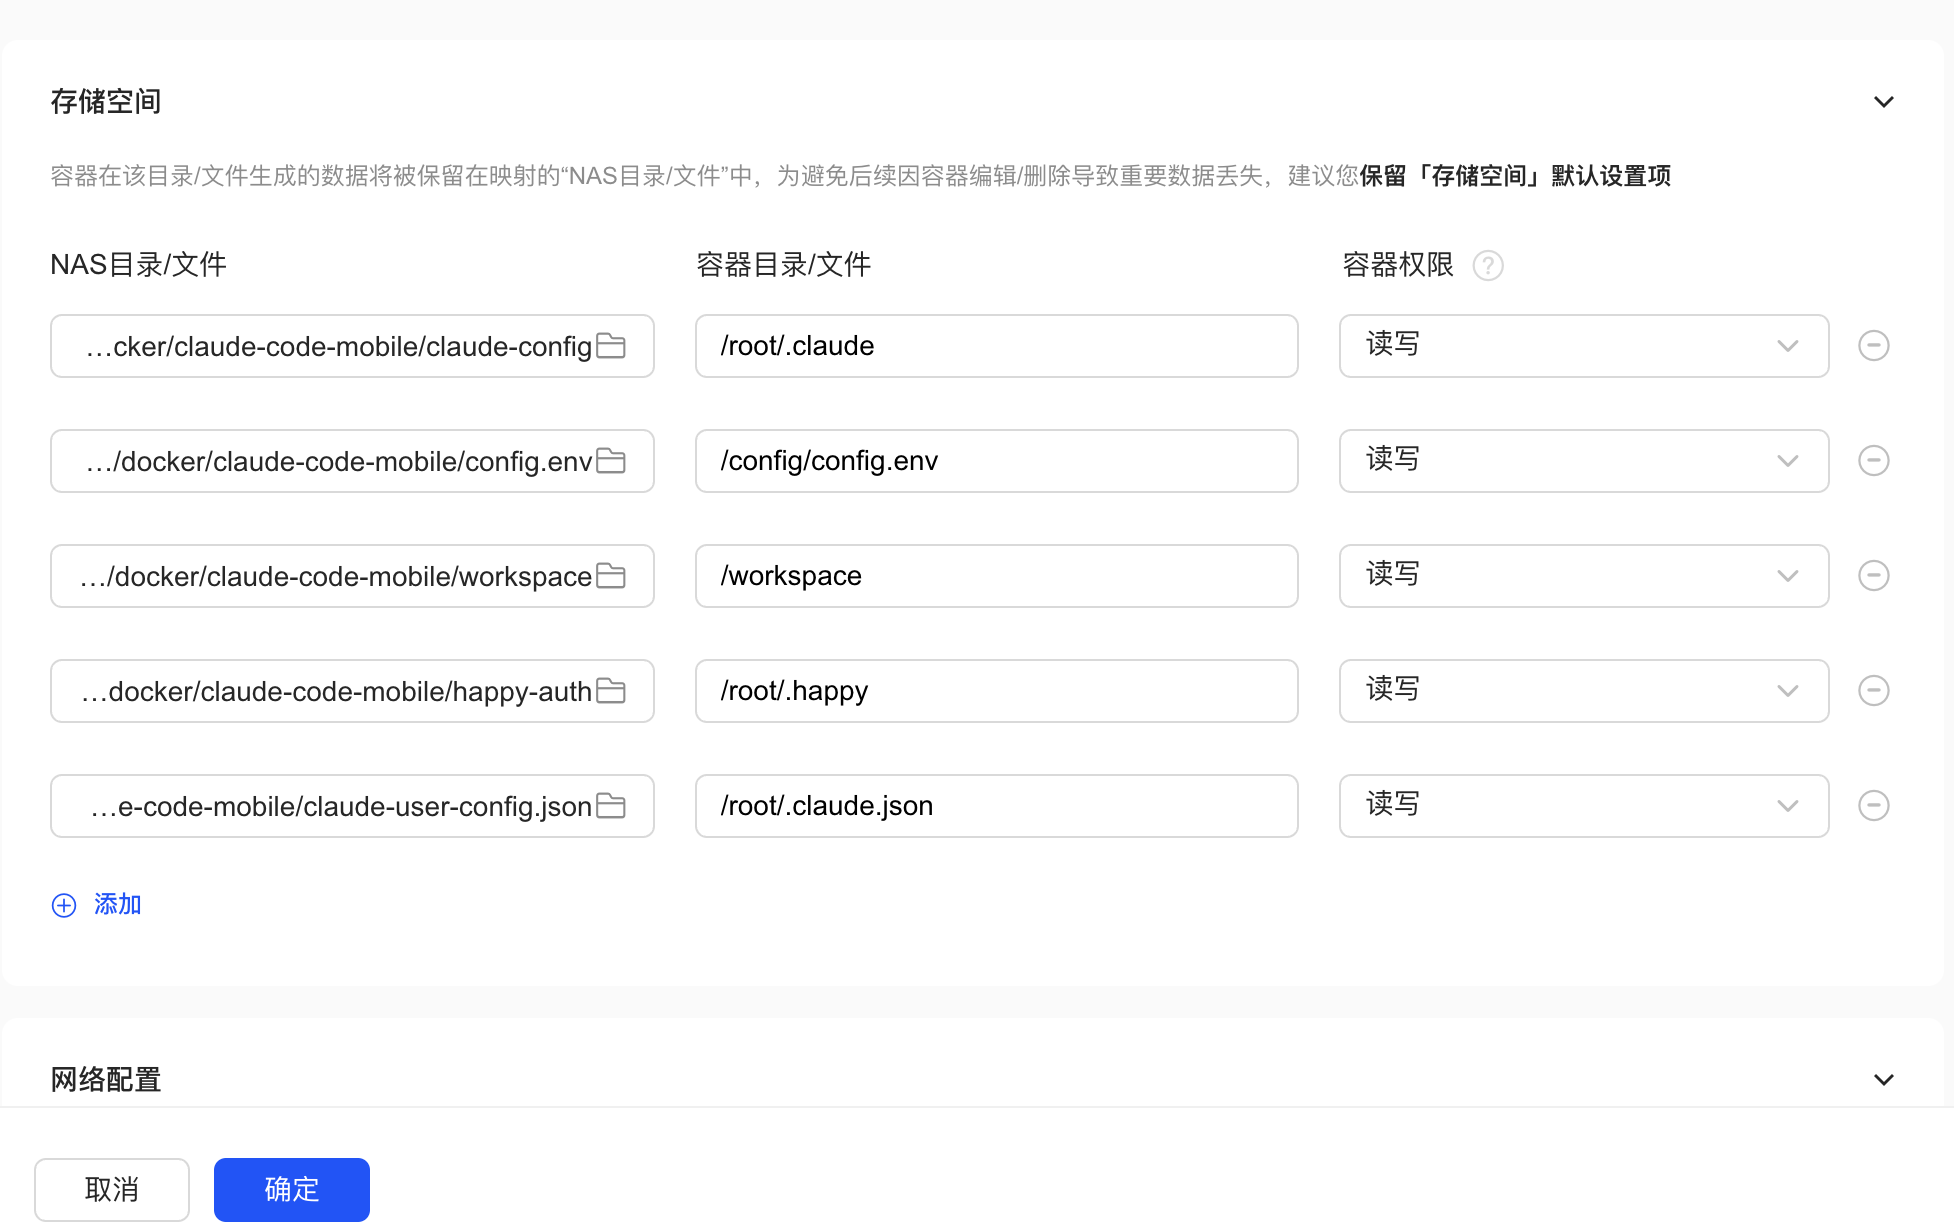 存储空间
容器在该目录/文件生成的数据将被保留在映射的“NAS目录/文件”中，为避免后续因容器编辑/删除导致重要数据丢失，建议您保留「存储空间」默认设置项
NAS目录/文件 容器目录/文件 容器权限 ?
...cker/claude-code-mobile/claude-config /root/.claude 读写
.../docker/claude-code-mobile/config.env /config/config.env 读写
.../docker/claude-code-mobile/workspace /workspace 读写
...docker/claude-code-mobile/happy-auth /root/.happy 读写
...e-code-mobile/claude-user-config.json /root/.claude.json 读写
添加
网络配置
取消 确定